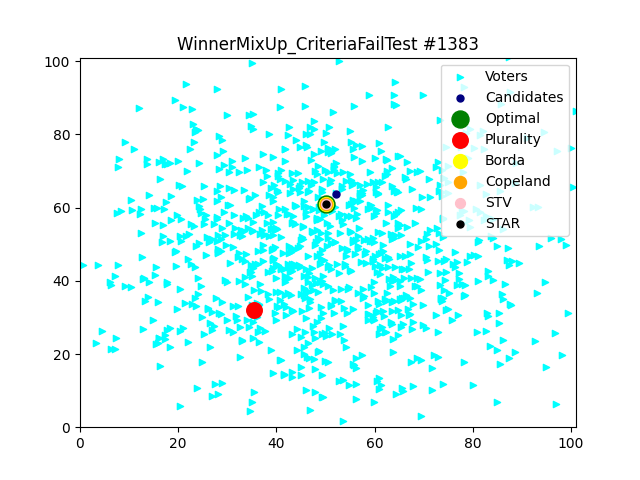 WinnerMixUp_CriteriaFailTest #1383
100
80
60
40
20
0
0
20
40
60
80
100
Voters
Candidates
Optimal
Plurality
Borda
Copeland
STV
STAR